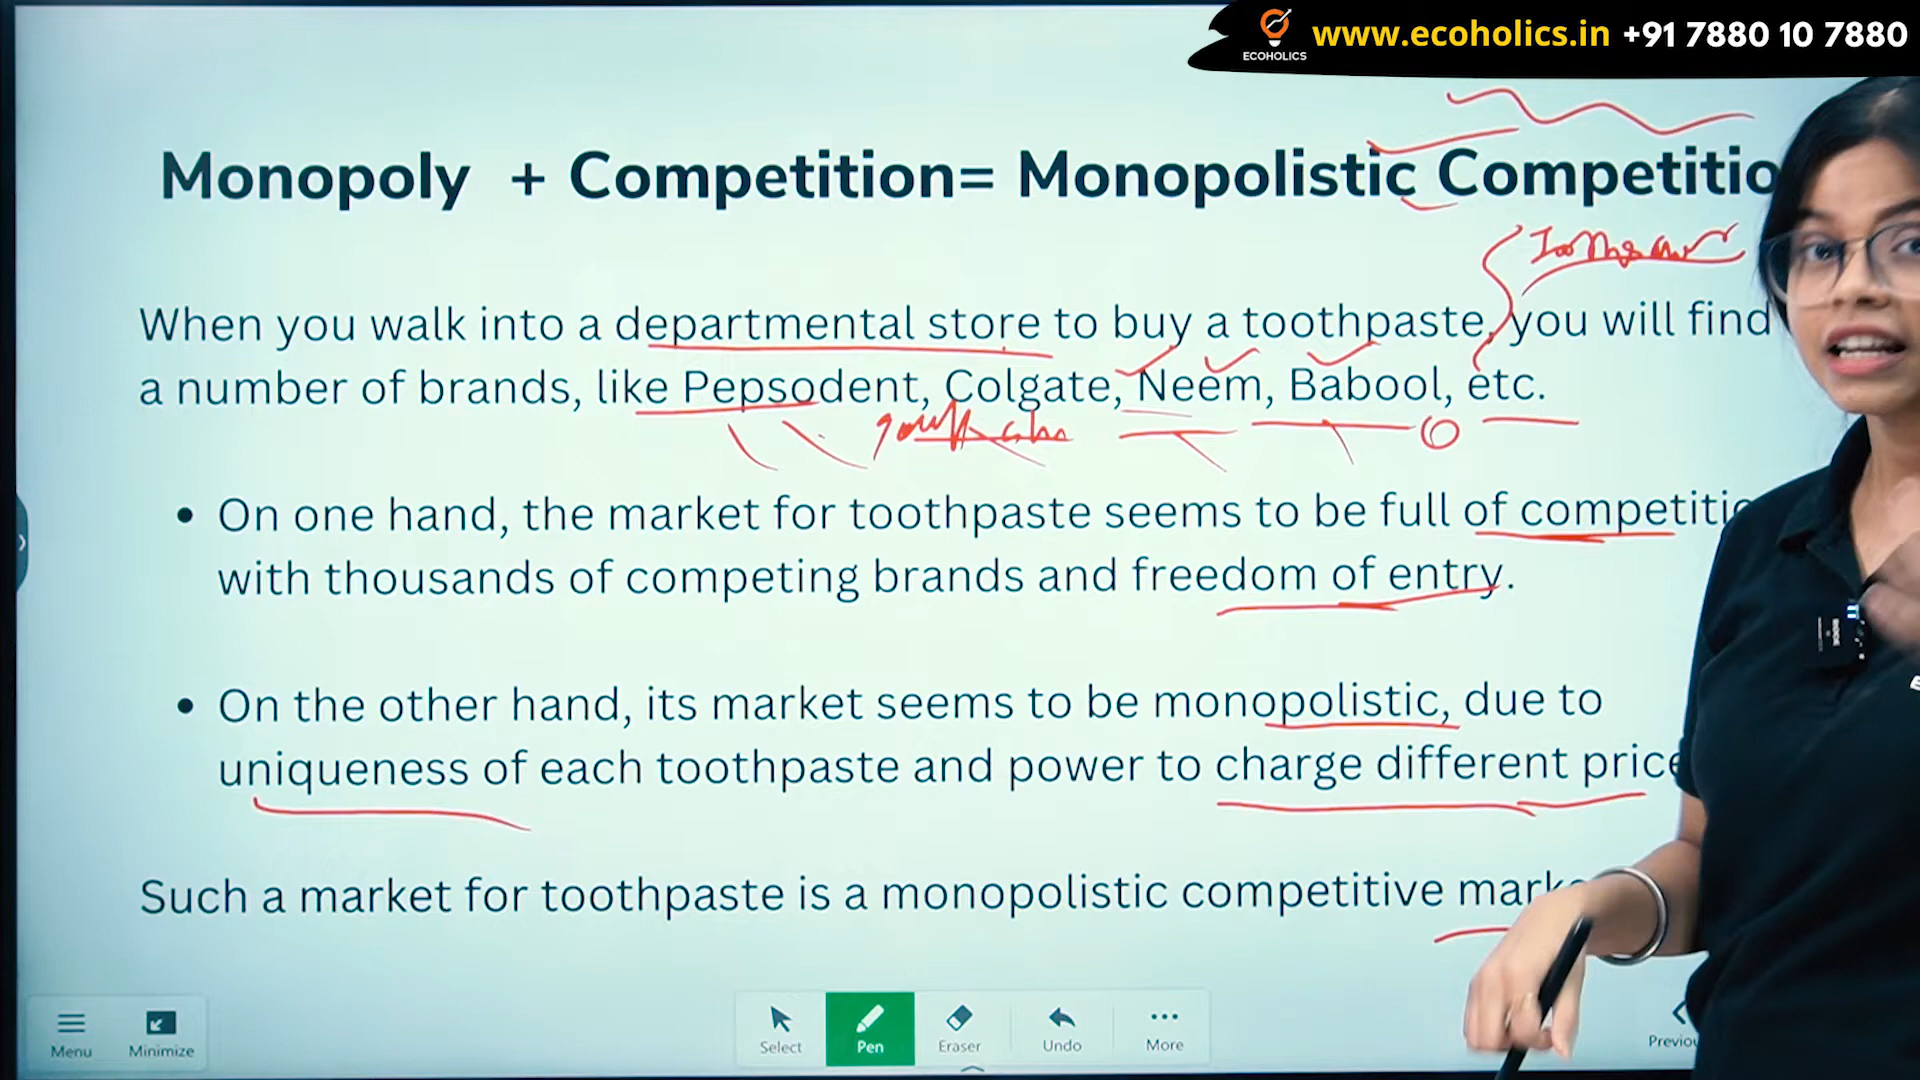 www.ecoholics.in +91 7880 10 7880
ECOHOLICS
Monopoly + Competition= Monopolistic Competitio
When you walk into a departmental store to buy a toothpaste, you will find
a number of brands, like Pepsodent, Colgate, Neem, Babool, etc.
• On one hand, the market for toothpaste seems to be full of competitio
with thousands of competing brands and freedom of entry.
• On the other hand, its market seems to be monopolistic, due to
uniqueness of each toothpaste and power to charge different price
Such a market for toothpaste is a monopolistic competitive mark
Menu
Minimize
Select
Pen
Eraser
Undo
More
Previou